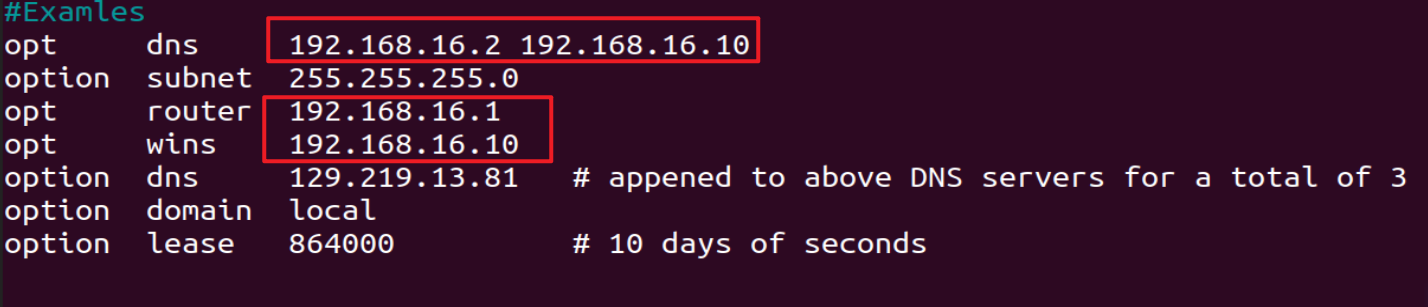 #Examles
opt     dns     192.168.16.2 192.168.16.10
option  subnet  255.255.255.0
opt     router  192.168.16.1
opt     wins    192.168.16.10
option  dns     129.219.13.81   # appened to above DNS servers for a total of 3
option  domain  local
option  lease   864000          # 10 days of seconds